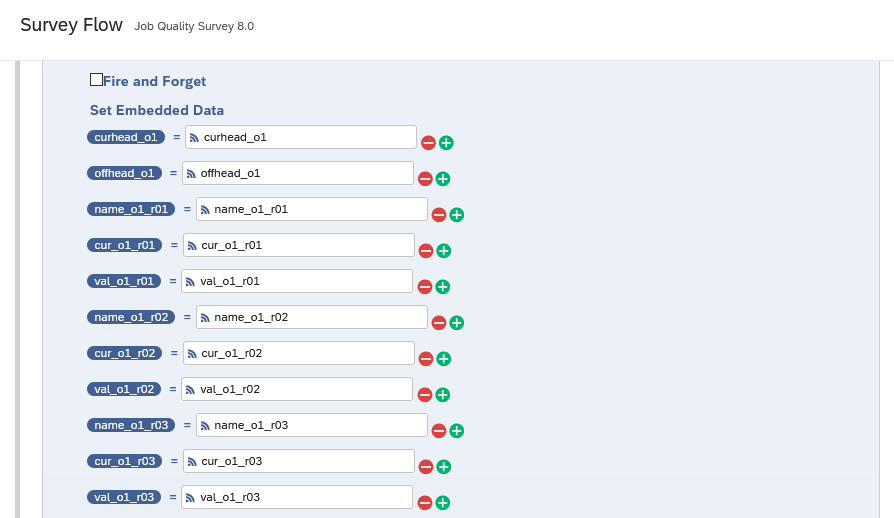 Survey Flow Job Quality Survey 8.0
Fire and Forget
Set Embedded Data
curhead_o1 = curhead_o1
offhead_o1 = offhead_o1
name_o1_r01 = name_o1_r01
cur_o1_r01 = cur_o1_r01
val_o1_r01 = val_o1_r01
name_o1_r02 = name_o1_r02
cur_o1_r02 = cur_o1_r02
val_o1_r02 = val_o1_r02
name_o1_r03 = name_o1_r03
cur_o1_r03 = cur_o1_r03
val_o1_r03 = val_o1_r03